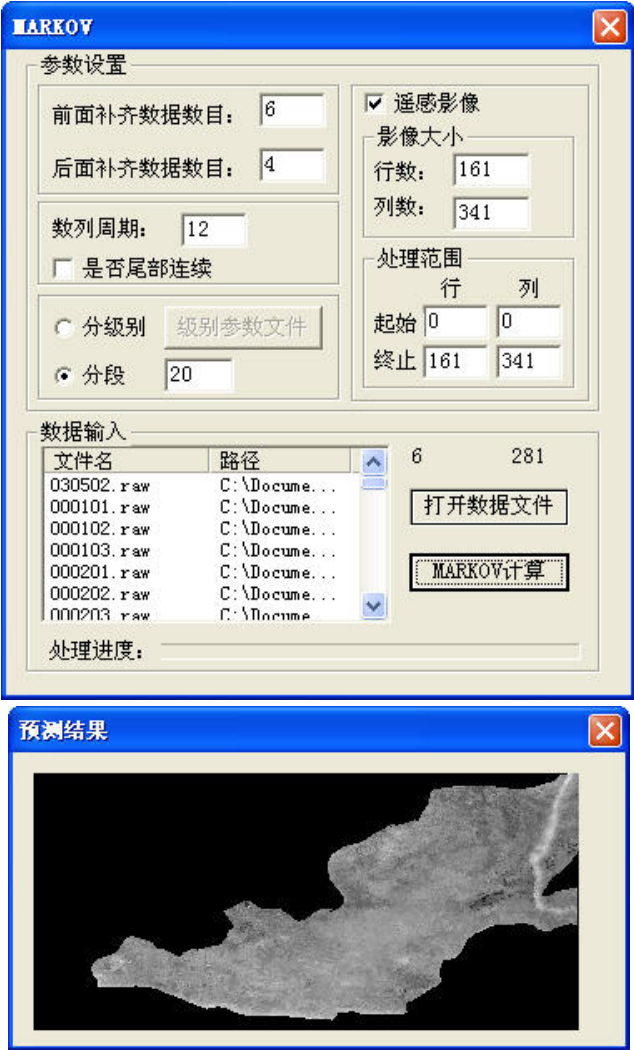 MARKOV
参数设置
前面补齐数据数目： 6
后面补齐数据数目： 4
数列周期： 12
是否尾部连续
分级别 级别参数文件
分段 20
遥感影像
影像大小
行数： 161
列数： 341
处理范围
行 列
起始 0 0
终止 161 341
数据输入
文件名 路径
030502.raw C:\Docume...
000101.raw C:\Docume...
000102.raw C:\Docume...
000103.raw C:\Docume...
000201.raw C:\Docume...
000202.raw C:\Docume...
000203.raw C:\Docume
6 281
打开数据文件
MARKOV计算
处理进度：
预测结果